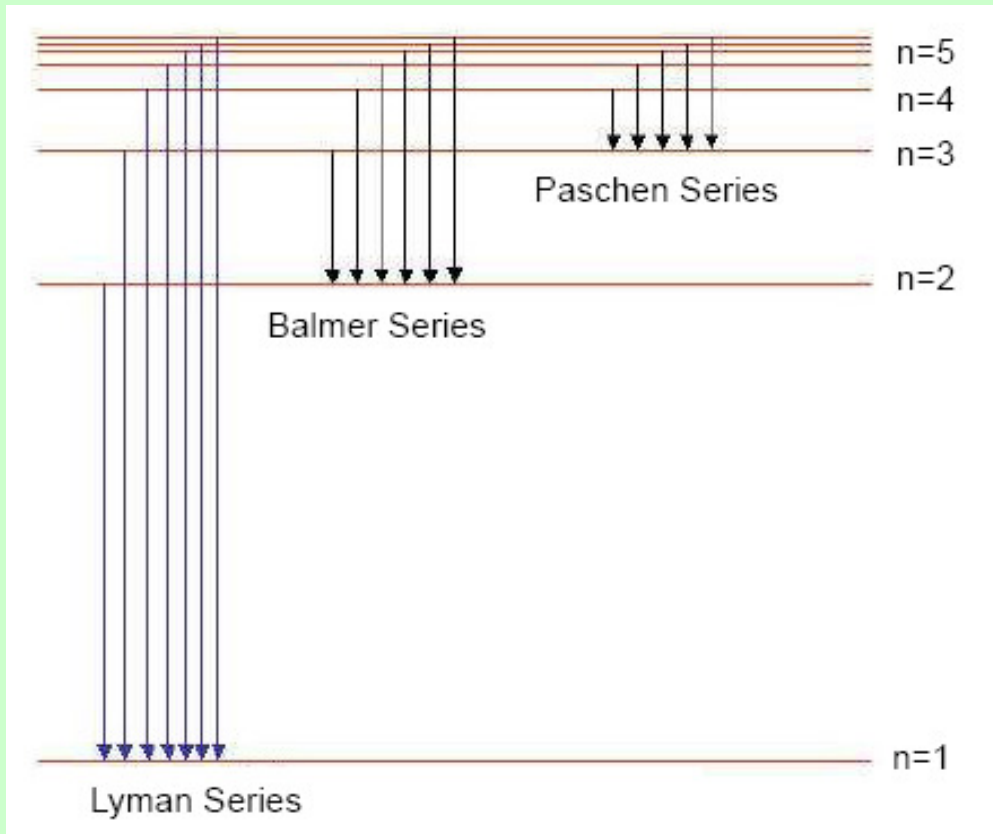 n=5
n=4
n=3
Paschen Series
n=2
Balmer Series
n=1
Lyman Series